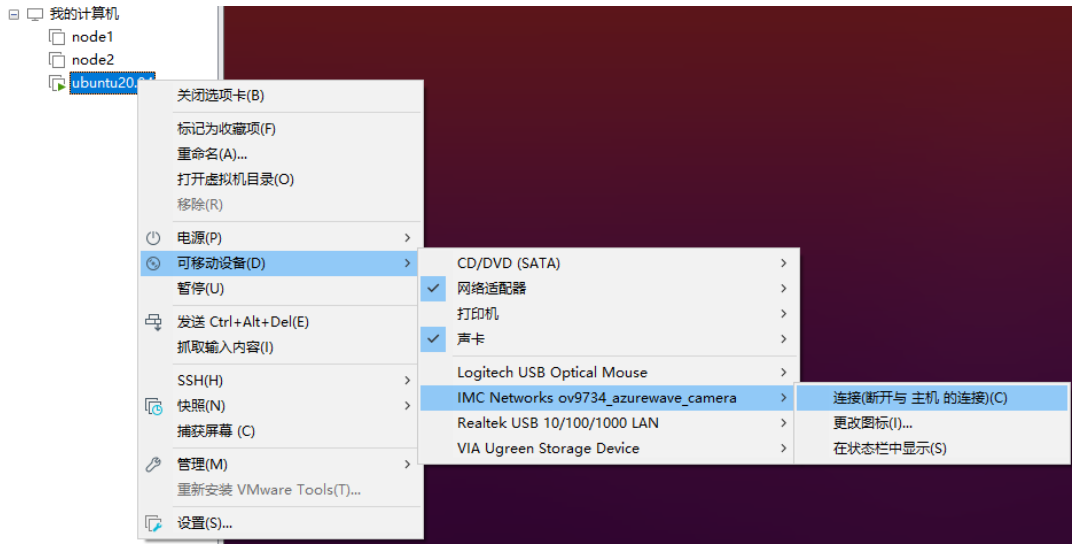 我的计算机
node1
node2
ubuntu20.04
关闭选项卡(B)
标记为收藏项(F)
重命名(A)...
打开虚拟机目录(O)
移除(R)
电源(P)
可移动设备(D)
暂停(U)
发送 Ctrl+Alt+Del(E)
抓取输入内容(I)
SSH(H)
快照(N)
捕获屏幕 (C)
管理(M)
重新安装 VMware Tools(T)...
设置(S)...
CD/DVD (SATA)
网络适配器
打印机
声卡
Logitech USB Optical Mouse
IMC Networks ov9734_azurewave_camera
Realtek USB 10/100/1000 LAN
VIA Ugreen Storage Device
连接(断开与 主机 的连接)(C)
更改图标(I)...
在状态栏中显示(S)